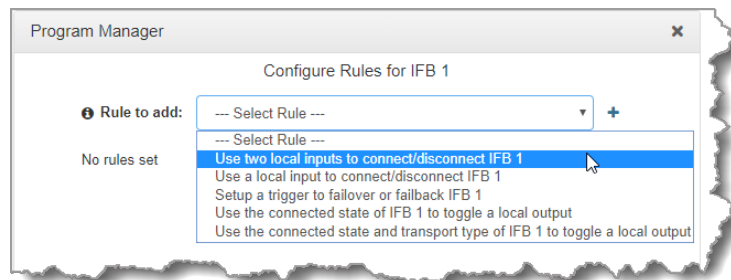 Program Manager
Configure Rules for IFB 1
Rule to add:
--- Select Rule ---
--- Select Rule ---
No rules set
Use two local inputs to connect/disconnect IFB 1
Use a local input to connect/disconnect IFB 1
Setup a trigger to failover or failback IFB 1
Use the connected state of IFB 1 to toggle a local output
Use the connected state and transport type of IFB 1 to toggle a local output